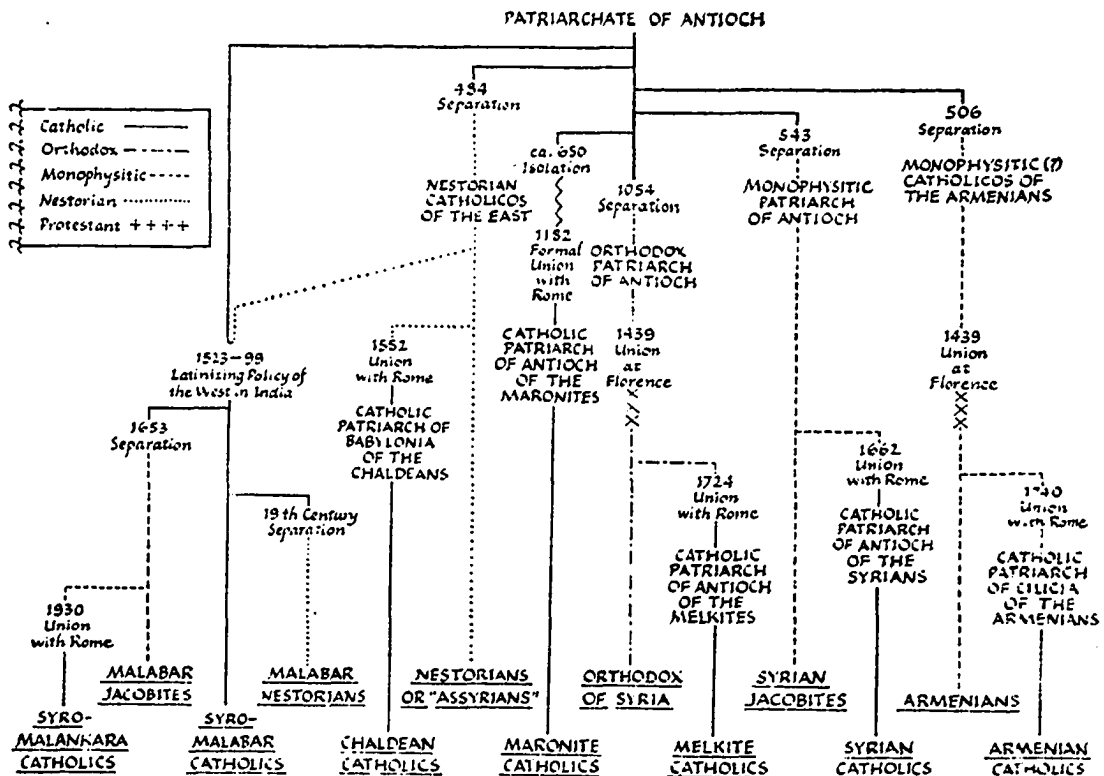 PATRIARCHATE OF ANTIOCH
Catholic
Orthodox
Monophysitic
Nestorian
Protestant ++++
484
Separation
NESTORIAN
CATHOLICOS
OF THE EAST
ca. 650
Isolation
1182
Formal
Union
with
Rome
CATHOLIC
PATRIARCH
OF ANTIOCH
OF THE
MARONITES
1054
Separation
ORTHODOX
PATRIARCH
OF ANTIOCH
1439
Union
at
Florence
543
Separation
MONOPHYSITIC
PATRIARCH
OF ANTIOCH
506
Separation
MONOPHYSITIC (?)
CATHOLICOS OF
THE ARMENIANS
1439
Union
at
Florence
1523-99
Latinizing Policy of
the West in India
1552
Union
with Rome
CATHOLIC
PATRIARCH OF
BABYLONIA
OF THE
CHALDEANS
1653
Separation
19th Century
Separation
1724
Union
with Rome
CATHOLIC
PATRIARCH
OF ANTIOCH
OF THE
MELKITES
1662
Union
with Rome
CATHOLIC
PATRIARCH
OF ANTIOCH
OF THE
SYRIANS
1740
Union
with Rome
CATHOLIC
PATRIARCH
OF CILICIA
OF THE
ARMENIANS
1930
Union
with Rome
MALABAR
JACOBITES
MALABAR
NESTORIANS
NESTORIANS
OR "ASSYRIANS"
ORTHODOX
OF SYRIA
SYRIAN
JACOBITES
ARMENIANS
SYRO-
MALANKARA
CATHOLICS
SYRO-
MALABAR
CATHOLICS
CHALDEAN
CATHOLICS
MARONITE
CATHOLICS
MELKITE
CATHOLICS
SYRIAN
CATHOLICS
ARMENIAN
CATHOLICS